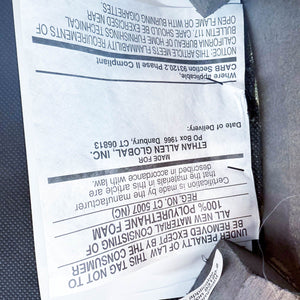 UNDER PENALTY OF LAW THIS TAG NOT TO
BE REMOVED EXCEPT BY THE CONSUMER
ALL NEW MATERIAL CONSISTING OF
100% POLYURETHANE FOAM
REG.NO CT 5007 (NC)
Certification is made by the manufacturer
that the materials in this article are
described in accordance with law.
MADE FOR
ETHAN ALLEN GLOBAL, INC.
PO Box 1966 Danbury, CT 06813
Date of Delivery:
Where applicable,
CARB Section 93120.2 Phase II Compliant
NOTICE: THIS ARTICLE MEETS FLAMMABILITY REQUIREMENTS OF
CALIFORNIA BUREAU OF HOME FURNISHINGS TECHNICAL
BULLETIN 117. CARE SHOULD BE EXERCISED NEAR
OPEN FLAME OR WITH BURNING CIGARETTES.